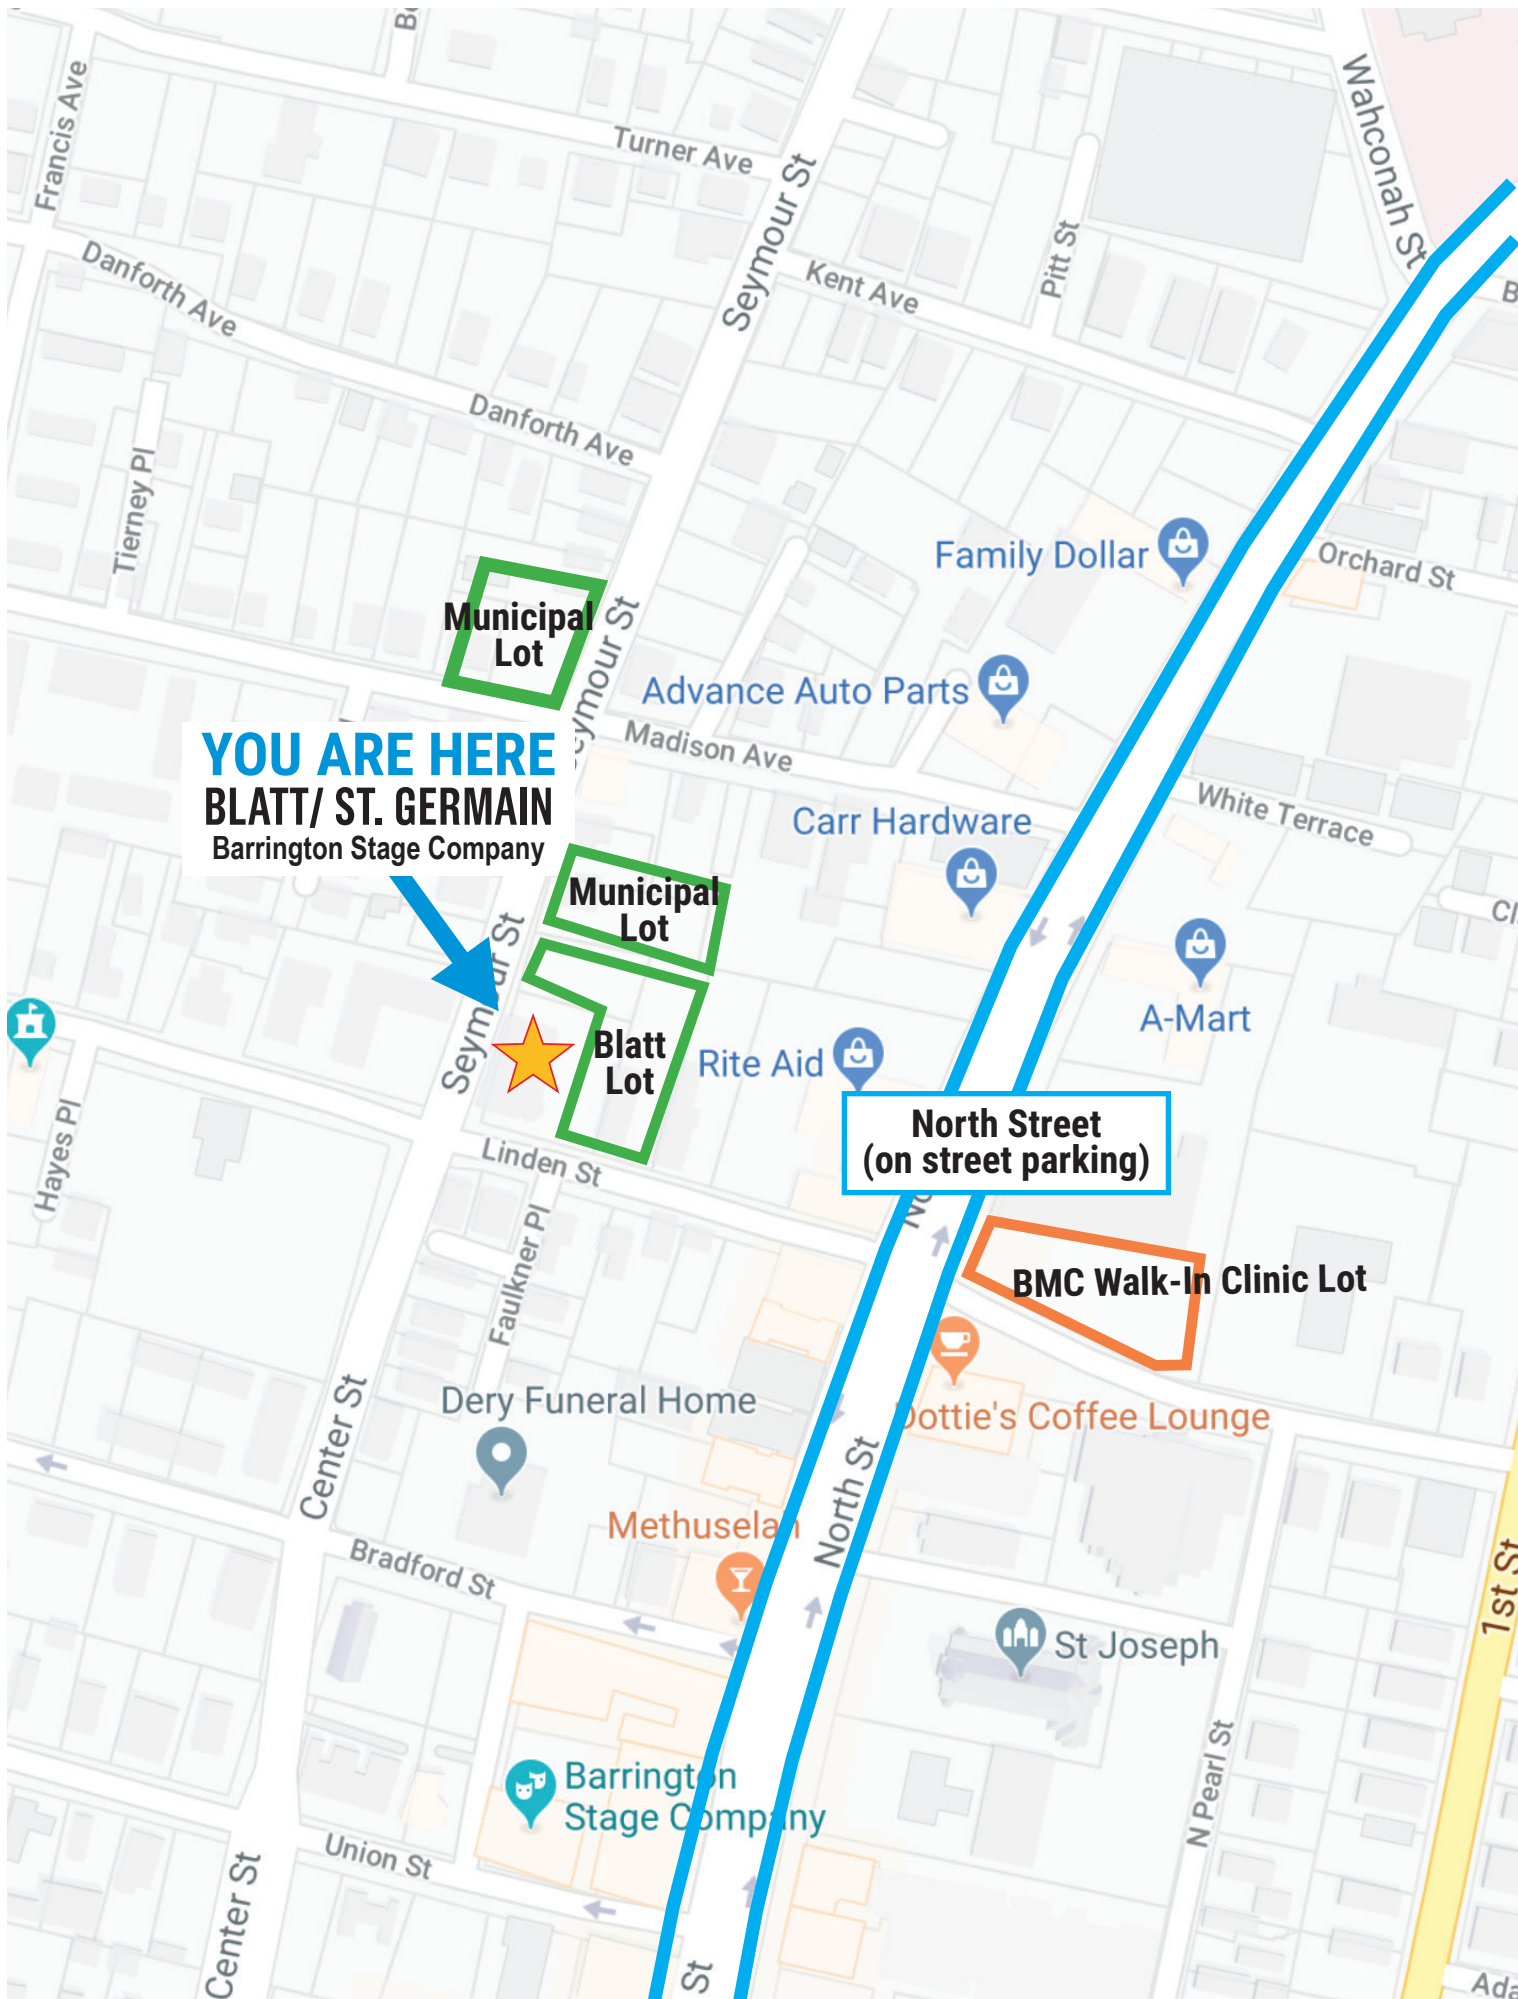 Francis Ave
Turner Ave
Wahconah St
Seymour St
Pitt St
Kent Ave
Danforth Ave
Danforth Ave
Tierney Pl
Family Dollar
Orchard St
Municipal
Lot
Seymour St
Advance Auto Parts
Madison Ave
YOU ARE HERE
BLATT/ ST. GERMAIN
Barrington Stage Company
White Terrace
Carr Hardware
Municipal
Lot
Seymour St
A-Mart
Blatt
Lot
Rite Aid
North Street
(on street parking)
Hayes Pl
Linden St
Faulkner Pl
BMC Walk-In Clinic Lot
Dery Funeral Home
Dottie's Coffee Lounge
Center St
North St
Methuselah
Bradford St
1st St
St Joseph
Barrington
Stage Company
N Pearl St
Union St
Center St
St